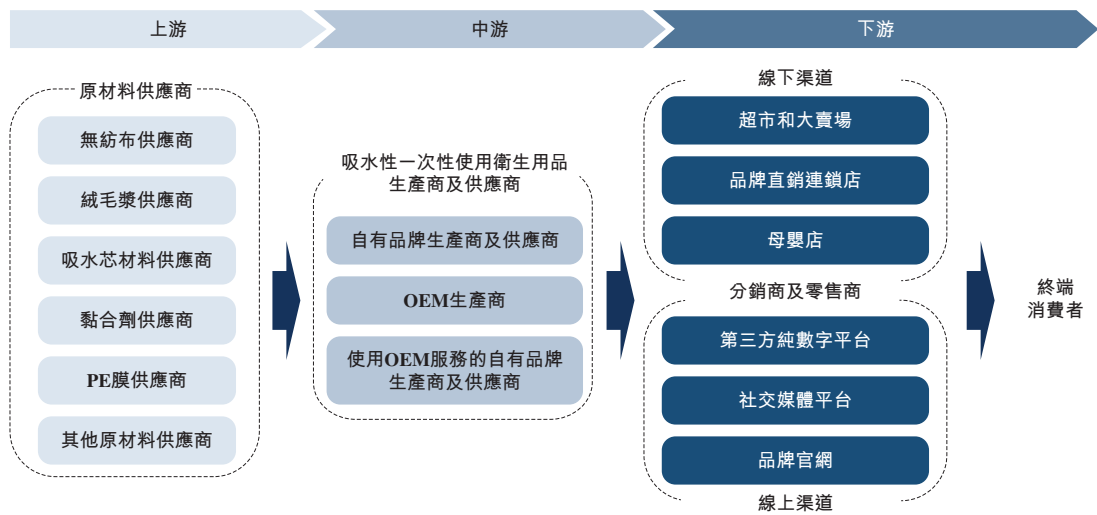 上游
中游
下游
原材料供應商
無紡布供應商
絨毛漿供應商
吸水芯材料供應商
黏合劑供應商
PE膜供應商
其他原材料供應商
吸水性一次性使用衛生用品
生產商及供應商
自有品牌生產商及供應商
OEM生產商
使用OEM服務的自有品牌
生產商及供應商
線下渠道
超市和大賣場
品牌直銷連鎖店
母嬰店
分銷商及零售商
第三方純數字平台
社交媒體平台
品牌官網
線上渠道
終端
消費者